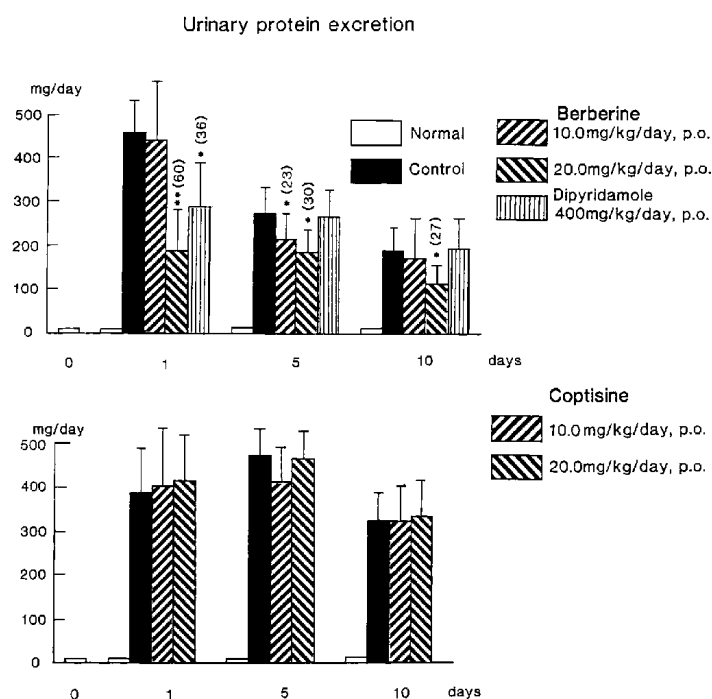 Urinary protein excretion
mg/day
500
400
300
200
100
0
**(60)
*(36)
*(23)
*(30)
*(27)
0
1
5
10
days
Normal
Control
Berberine
10.0mg/kg/day, p.o.
20.0mg/kg/day, p.o.
Dipyridamole
400mg/kg/day, p.o.
mg/day
500
400
300
200
100
0
0
1
5
10
days
Coptisine
10.0mg/kg/day, p.o.
20.0mg/kg/day, p.o.